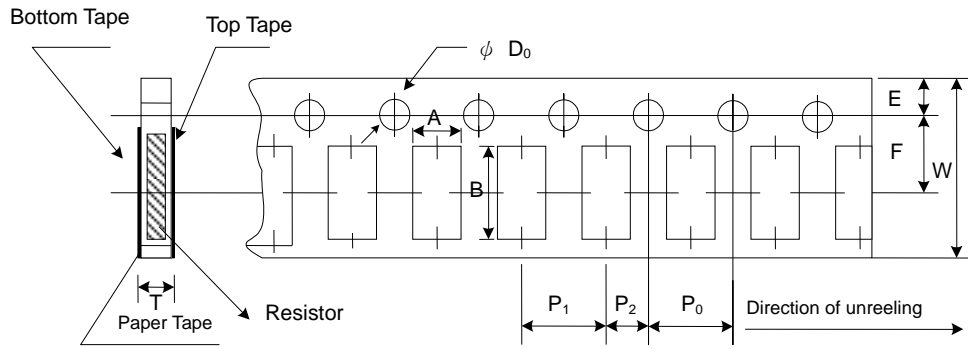 Bottom Tape
Top Tape
ψ D₀
E
A
F
W
B
T
Resistor
Paper Tape
P₁
P₂
P₀
Direction of unreeling